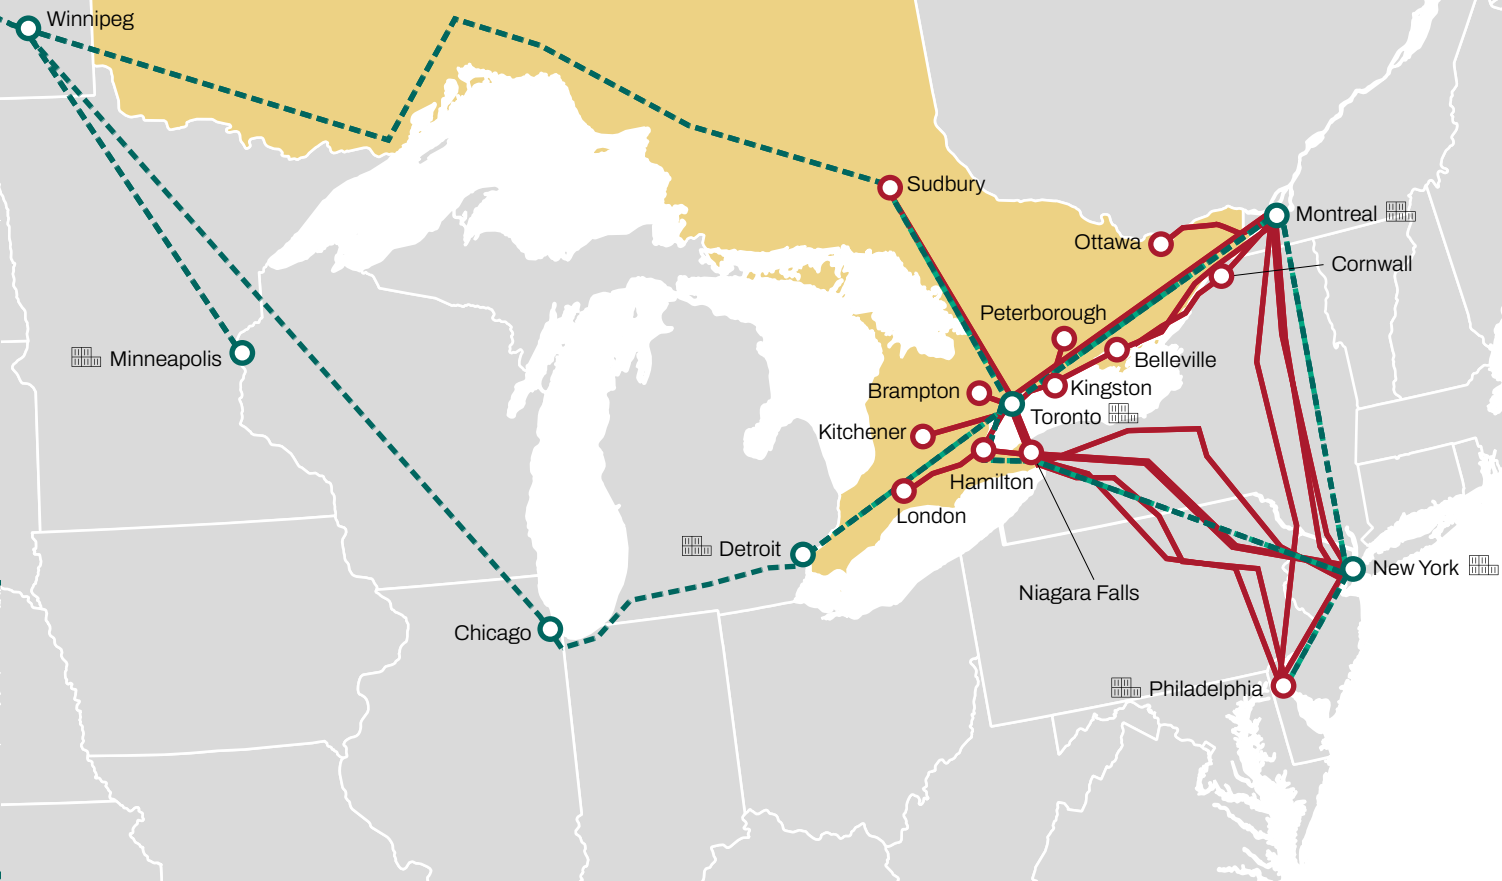 Winnipeg
Sudbury
Montreal
Ottawa
Cornwall
Peterborough
Minneapolis
Belleville
Brampton
Kingston
Toronto
Kitchener
Hamilton
London
Detroit
New York
Niagara Falls
Chicago
Philadelphia